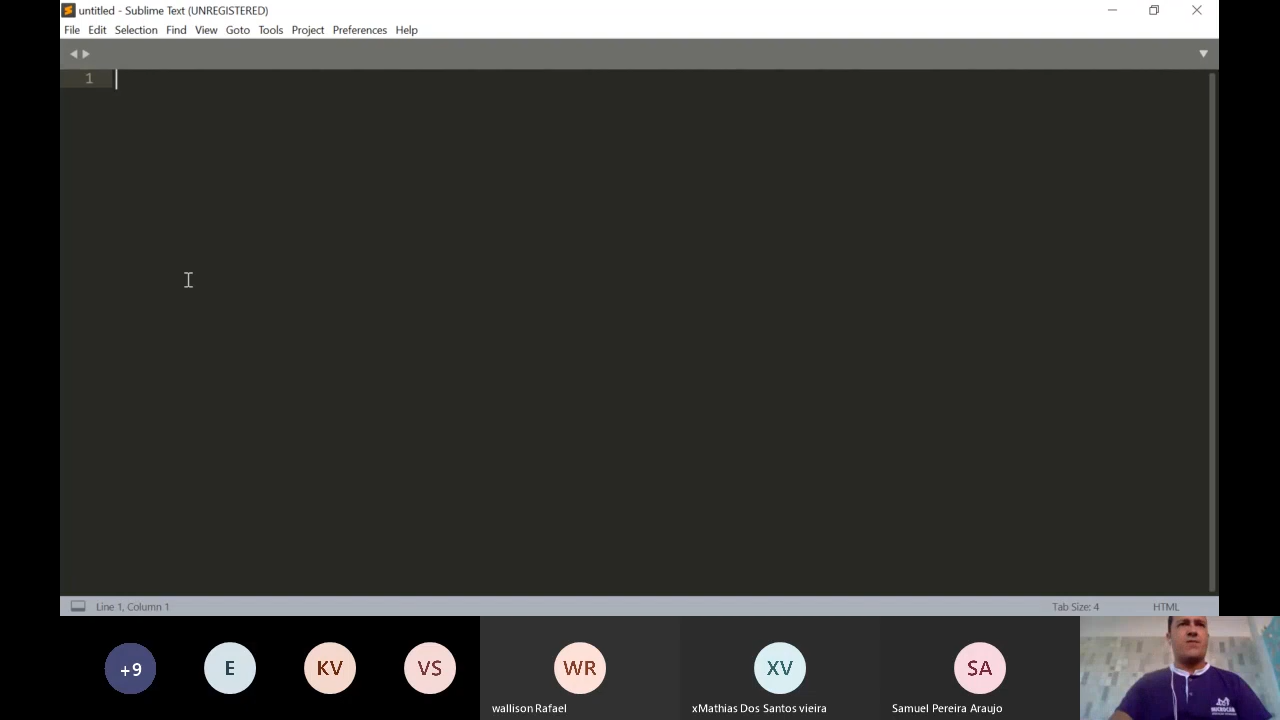 untitled - Sublime Text (UNREGISTERED)
File Edit Selection Find View Goto Tools Project Preferences Help
1
Line 1, Column 1
Tab Size: 4
HTML
+9
E
KV
VS
WR
XV
SA
wallison Rafael
xMathias Dos Santos vieira
Samuel Pereira Araujo